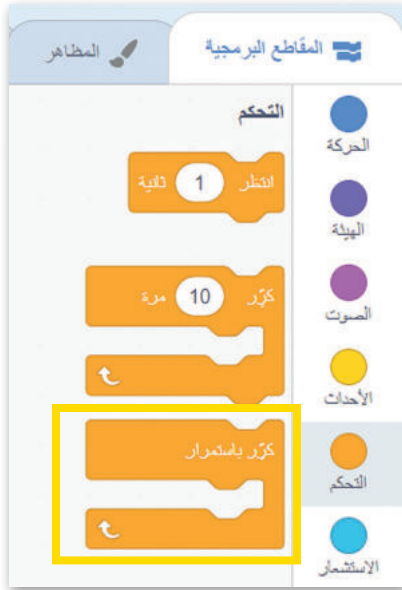 المقاطع البرمجية
المظاهر
الحركة
الهيئة
الصوت
الأحداث
التحكم
الاستشعار
التحكم
انتظر 1 ثانية
كرّر 10 مرة
كرّر باستمرار